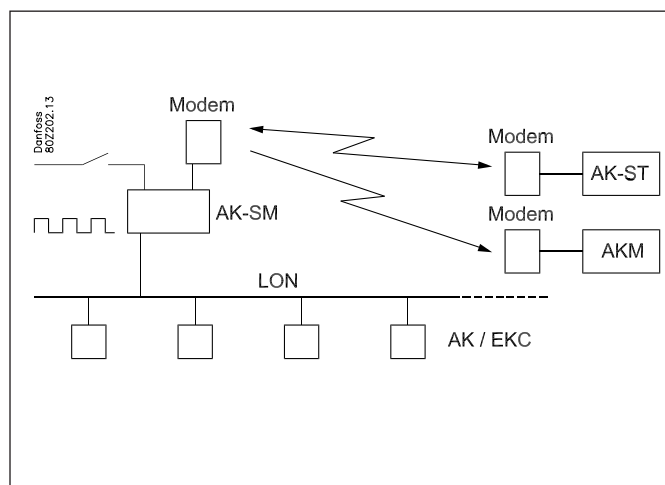 Danfoss
80Z202.13
Modem
Modem
AK-ST
AK-SM
Modem
AKM
LON
AK / EKC